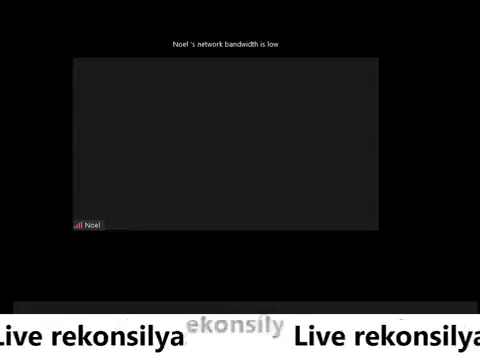 Noel 's network bandwidth is low
Noel
ekonsily
Live rekonsilya
Live rekonsilya